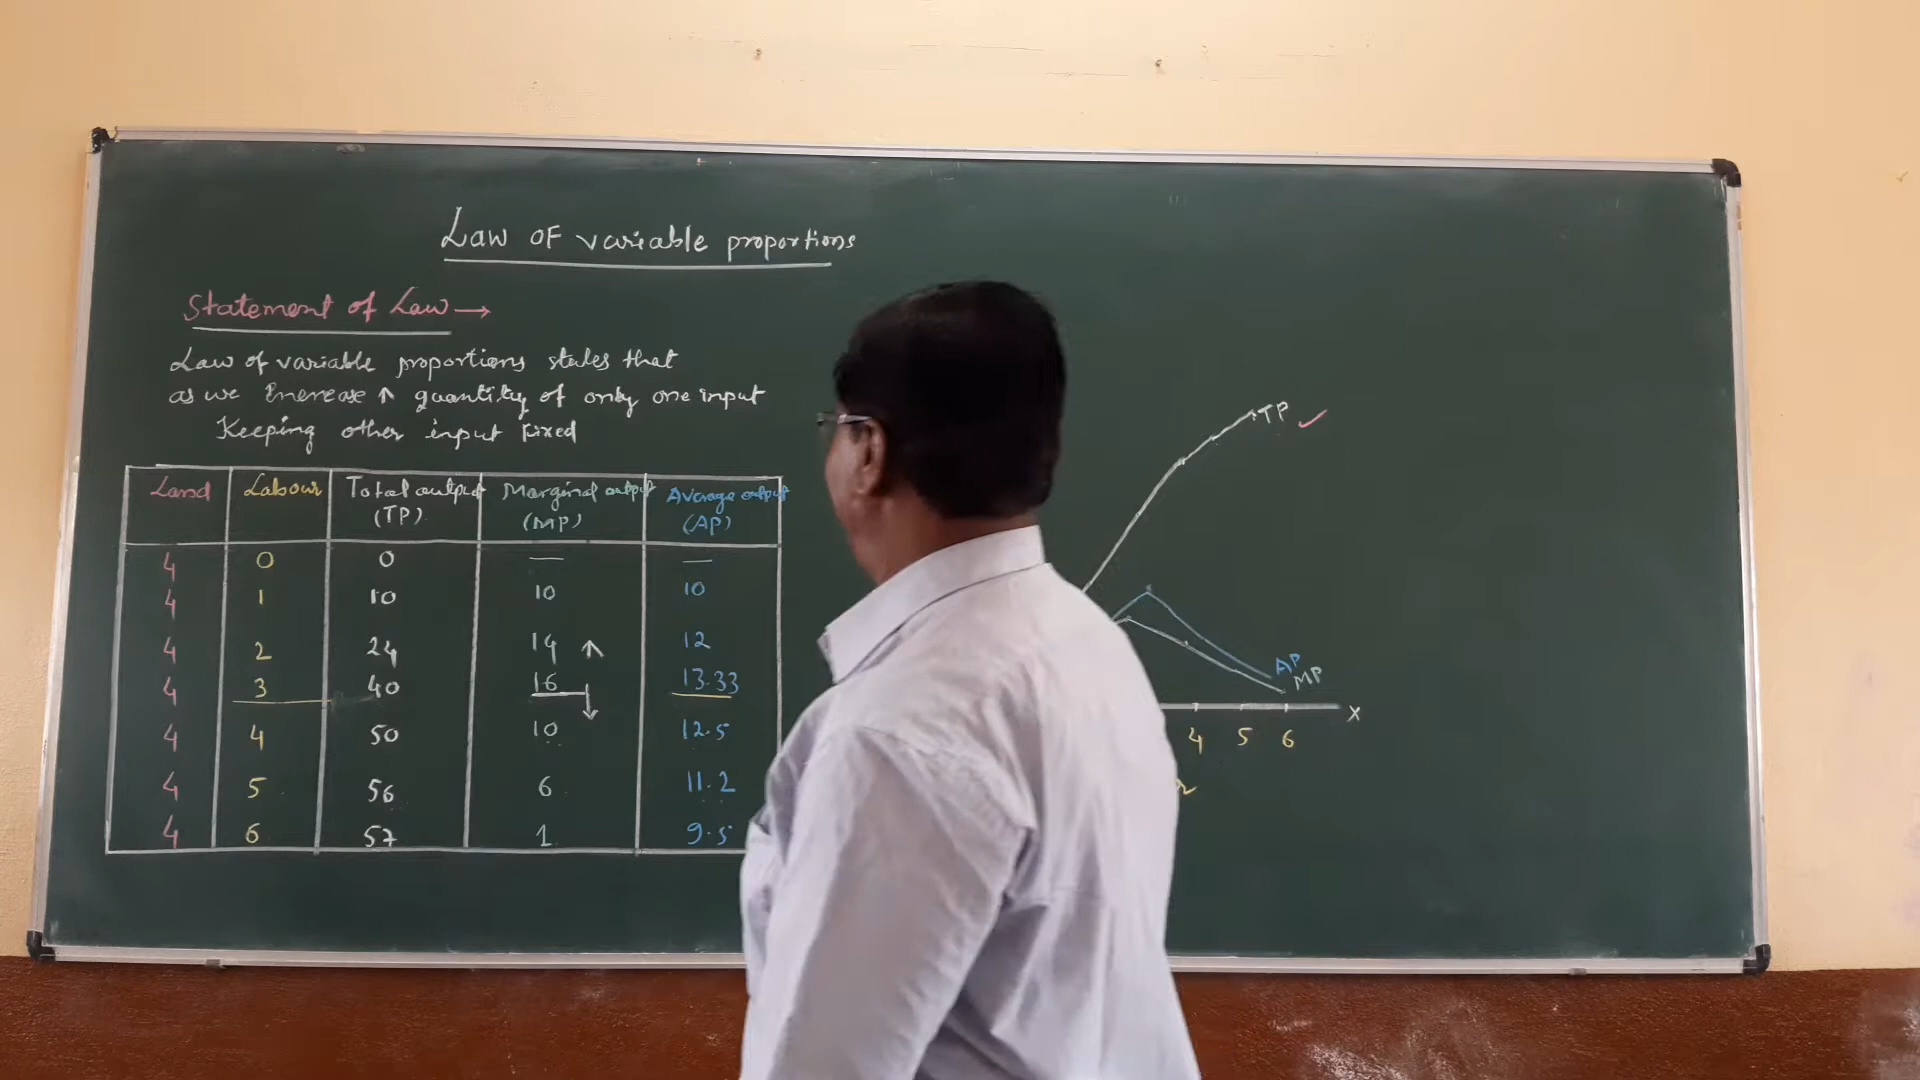 Law OF variable proportions
Statement of Law →
Law of variable proportions states that
as we Increase ↑ quantity of only one input
Keeping other input fixed
Land Labour Total output (TP) Marginal output (MP) Average output (AP)
4 0 0 — —
4 1 10 10 10
4 2 24 14 ↑ 12
4 3 40 16 ↓ 13.33
4 4 50 10 12.5
4 5 56 6 11.2
4 6 57 1 9.5
TP ✓
AP
MP
X
4 5 6